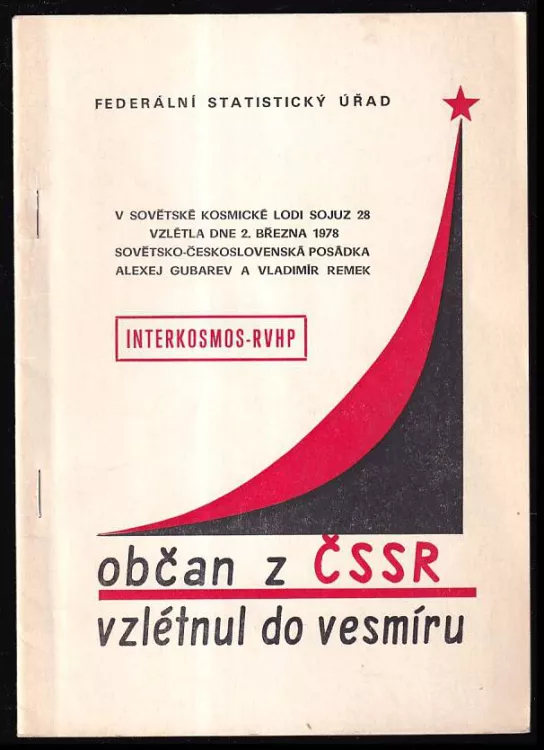 FEDERÁLNÍ STATISTICKÝ ÚŘAD
V SOVĚTSKÉ KOSMICKÉ LODI SOJUZ 28
VZLÉTLA DNE 2. BŘEZNA 1978
SOVĚTSKO-ČESKOSLOVENSKÁ POSÁDKA
ALEXEJ GUBAREV A VLADIMÍR REMEK
INTERKOSMOS-RVHP
občan z ČSSR
vzlétnul do vesmíru